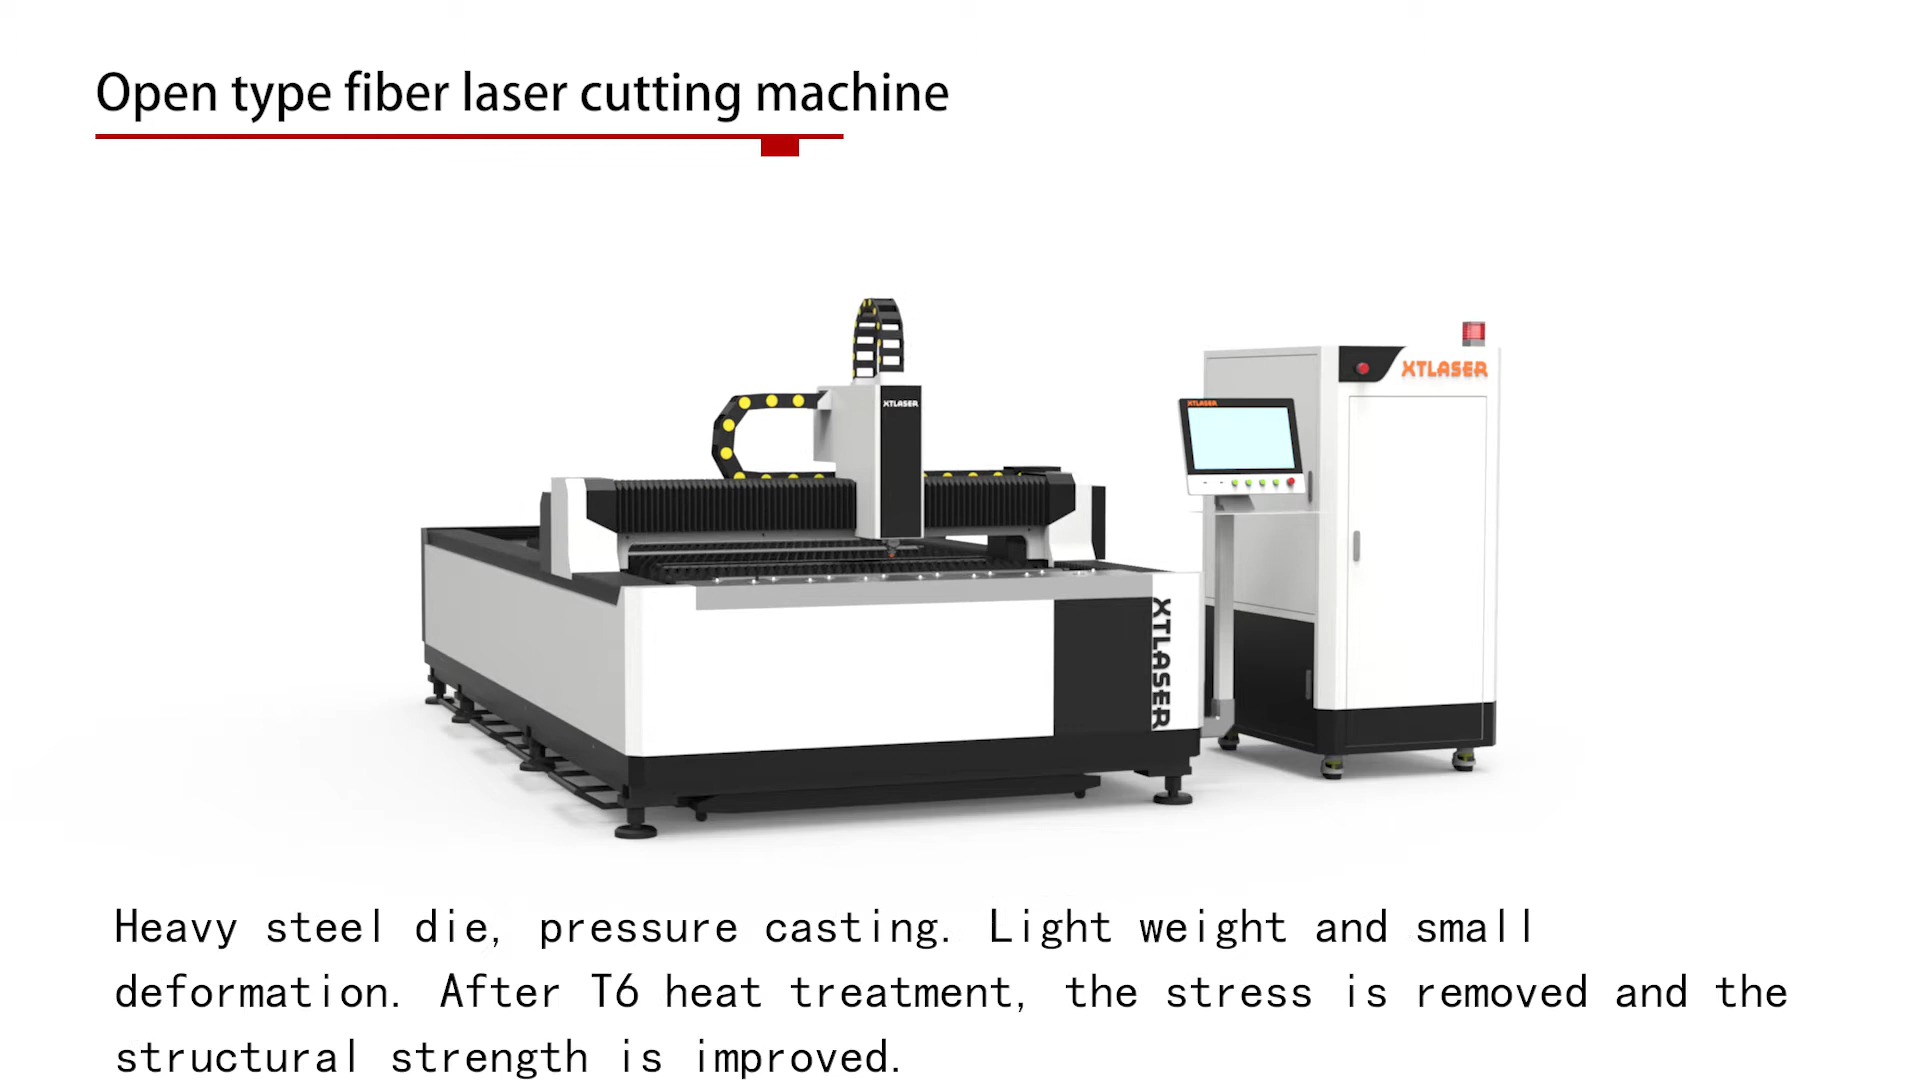 Open type fiber laser cutting machine
XTLASER
XTLASER
XTLASER
XTLASER
Heavy steel die, pressure casting. Light weight and small
deformation. After T6 heat treatment, the stress is removed and the
structural strength is improved.